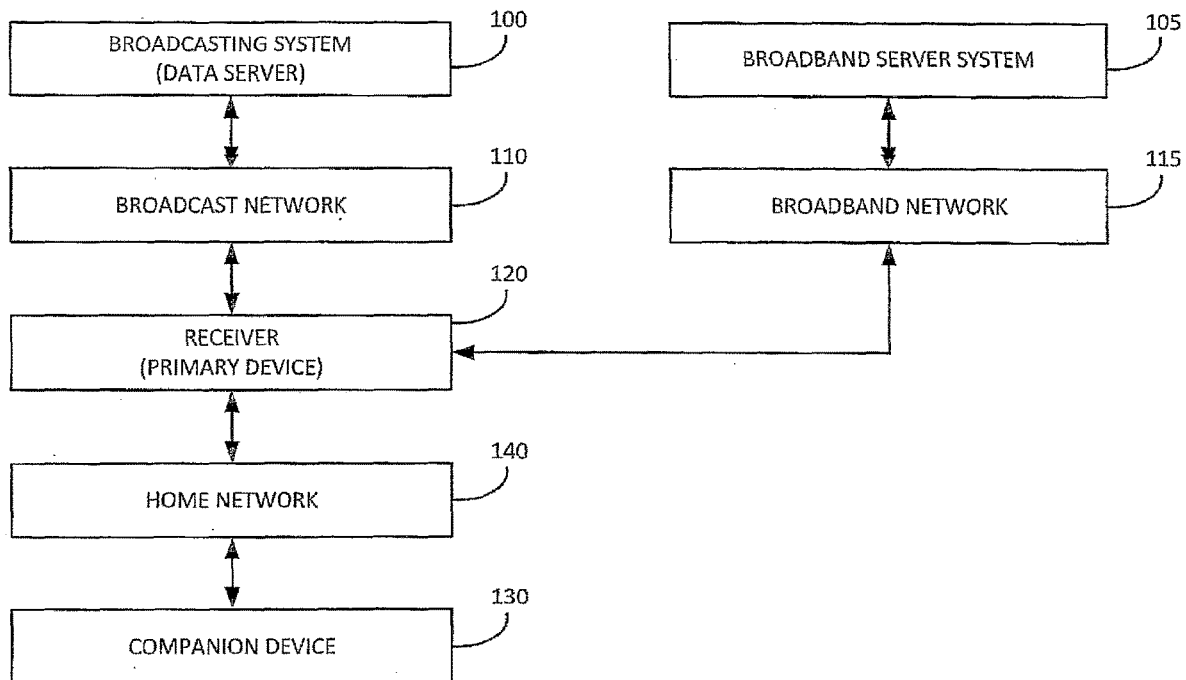 BROADCASTING SYSTEM
(DATA SERVER)
100
BROADBAND SERVER SYSTEM
105
BROADCAST NETWORK
110
BROADBAND NETWORK
115
RECEIVER
(PRIMARY DEVICE)
120
HOME NETWORK
140
COMPANION DEVICE
130